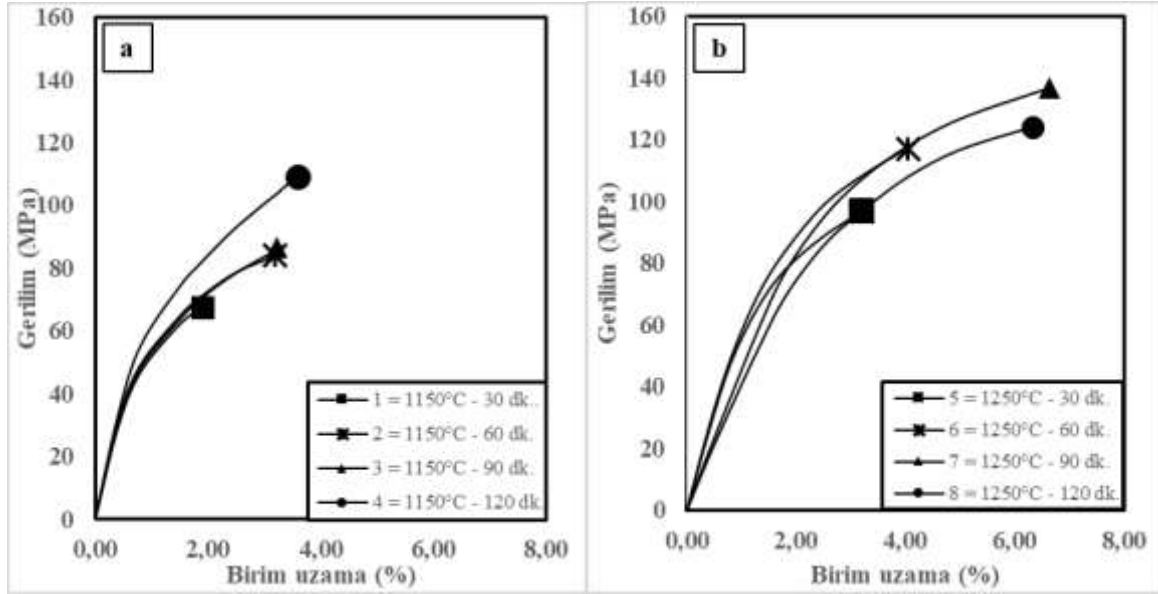 a
Gerilim (MPa)
160
140
120
100
80
60
40
20
0
0,00 2,00 4,00 6,00 8,00
Birim uzama (%)
1 = 1150°C - 30 dk..
2 = 1150°C - 60 dk.
3 = 1150°C - 90 dk.
4 = 1150°C - 120 dk.
b
Gerilim (MPa)
160
140
120
100
80
60
40
20
0
0,00 2,00 4,00 6,00 8,00
Birim uzama (%)
5 = 1250°C - 30 dk.
6 = 1250°C - 60 dk.
7 = 1250°C - 90 dk.
8 = 1250°C - 120 dk.